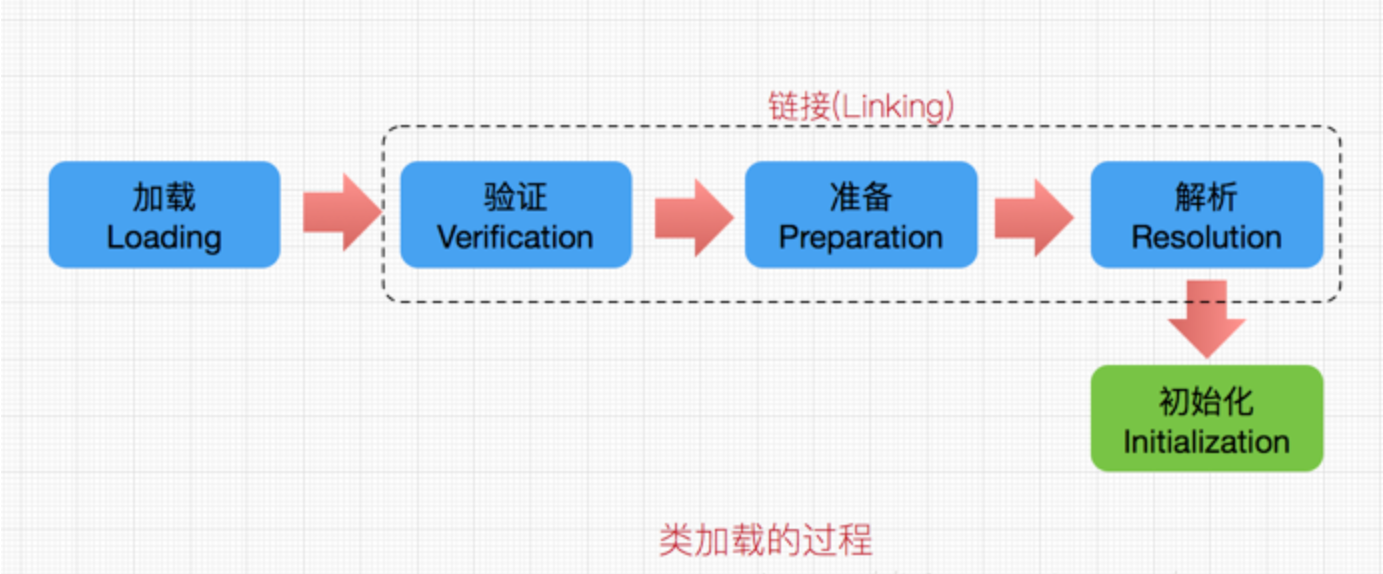 链接(Linking)
加载
Loading
验证
Verification
准备
Preparation
解析
Resolution
初始化
Initialization
类加载的过程